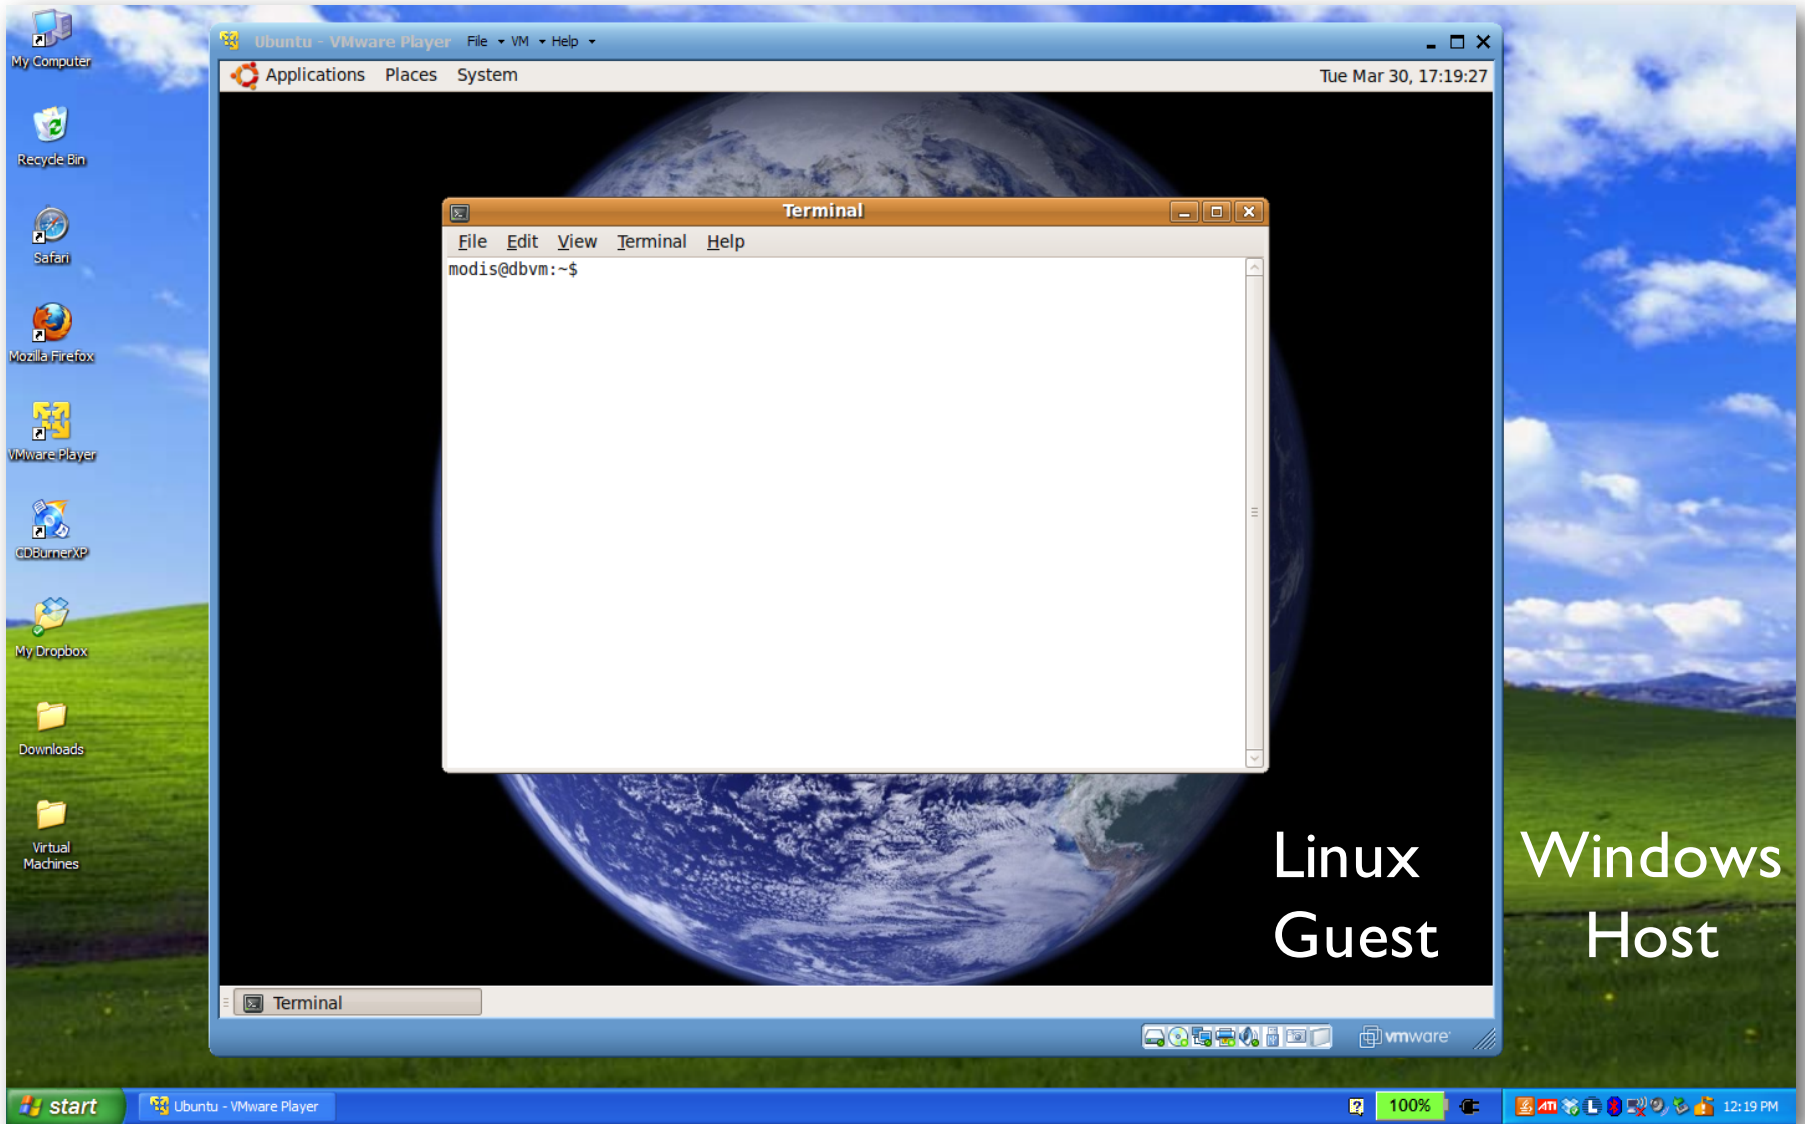 My Computer
Recycle Bin
Safari
Mozilla Firefox
VMware Player
CDBurnerXP
My Dropbox
Downloads
Virtual
Machines
Ubuntu - VMware Player File VM Help
Applications Places System Tue Mar 30, 17:19:27
Terminal
File Edit View Terminal Help
modis@dbvm:~$
Linux
Guest
Windows
Host
Terminal
vmware
start Ubuntu - VMware Player 100% ATI L 12:19 PM